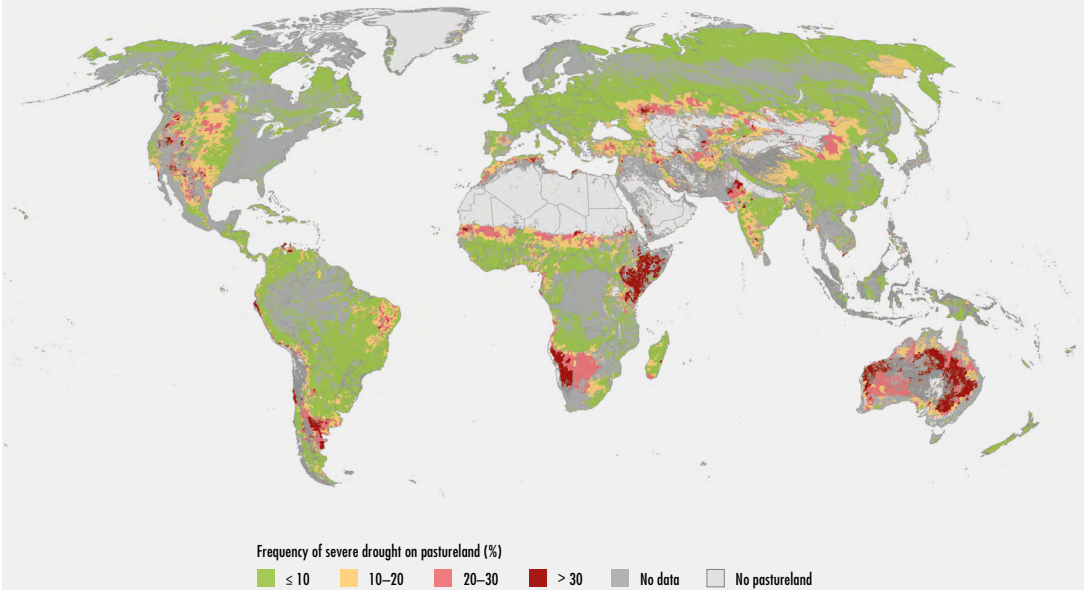 Frequency of severe drought on pastureland (%)
≤ 10 10–20 20–30 > 30 No data No pastureland